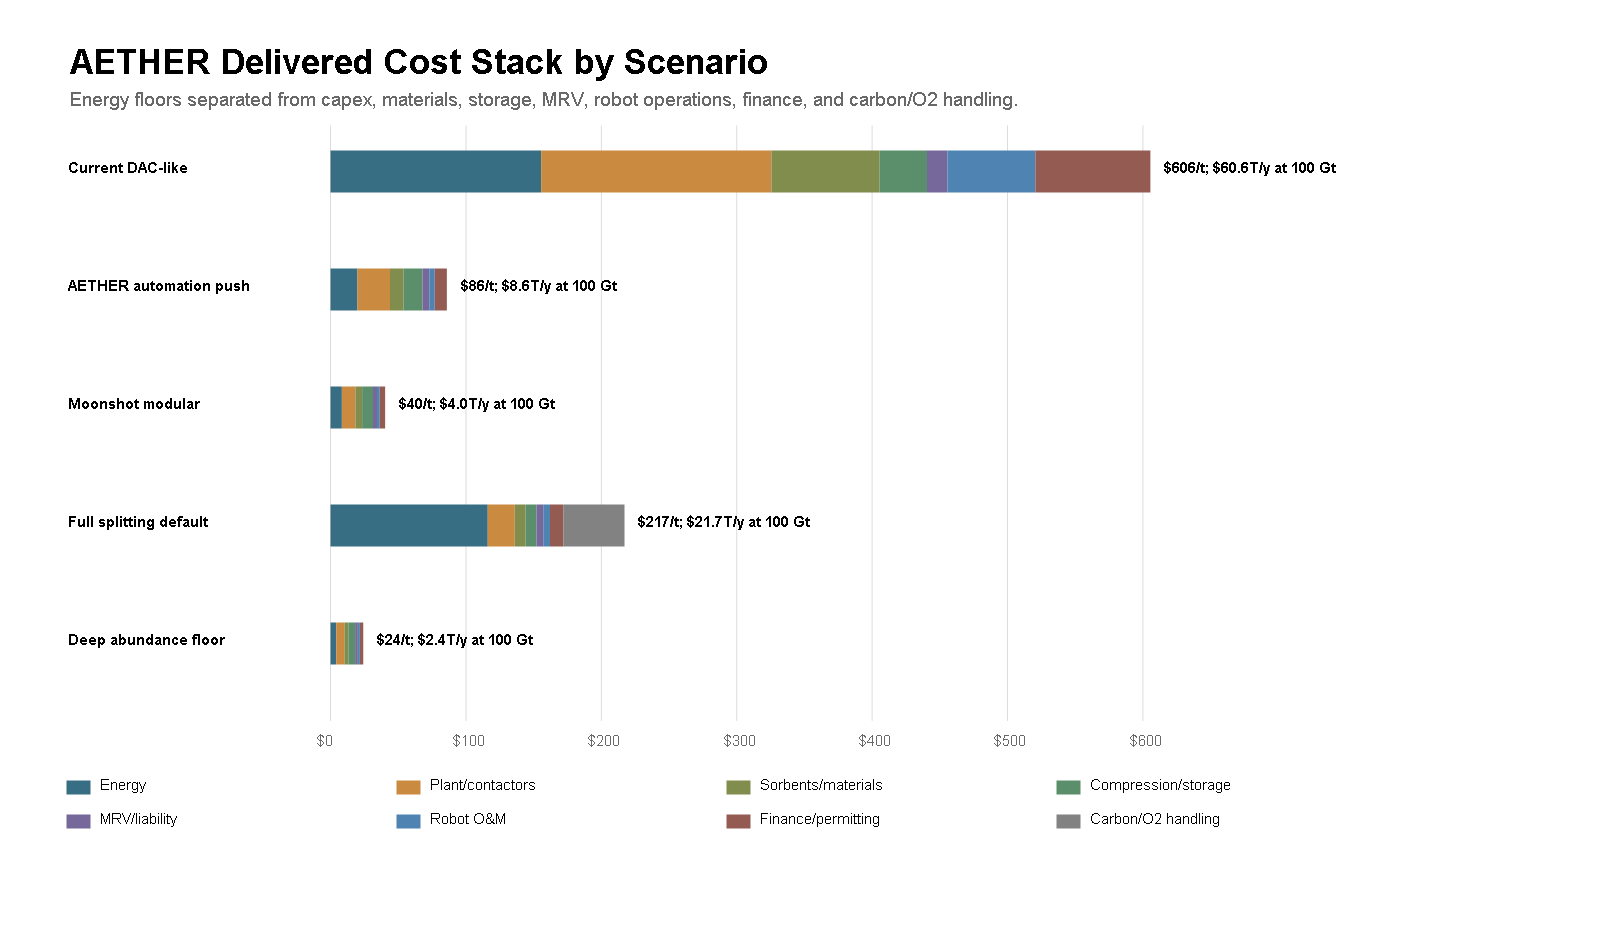 AETHER Delivered Cost Stack by Scenario
Energy floors separated from capex, materials, storage, MRV, robot operations, finance, and carbon/O2 handling.
Current DAC-like
$606/t; $60.6T/y at 100 Gt
AETHER automation push
$86/t; $8.6T/y at 100 Gt
Moonshot modular
$40/t; $4.0T/y at 100 Gt
Full splitting default
$217/t; $21.7T/y at 100 Gt
Deep abundance floor
$24/t; $2.4T/y at 100 Gt
$0 $100 $200 $300 $400 $500 $600
Energy Plant/contactors Sorbents/materials Compression/storage
MRV/liability Robot O&M Finance/permitting Carbon/O2 handling